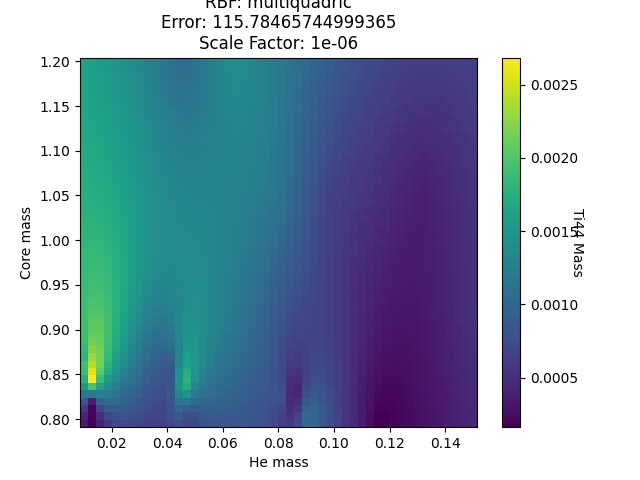 RBF: multiquadric
Error: 115.78465744999365
Scale Factor: 1e-06
1.20
1.15
1.10
1.05
1.00
0.95
0.90
0.85
0.80
Core mass
0.02 0.04 0.06 0.08 0.10 0.12 0.14
He mass
0.0025
0.0020
0.0015
0.0010
0.0005
Ti44 Mass